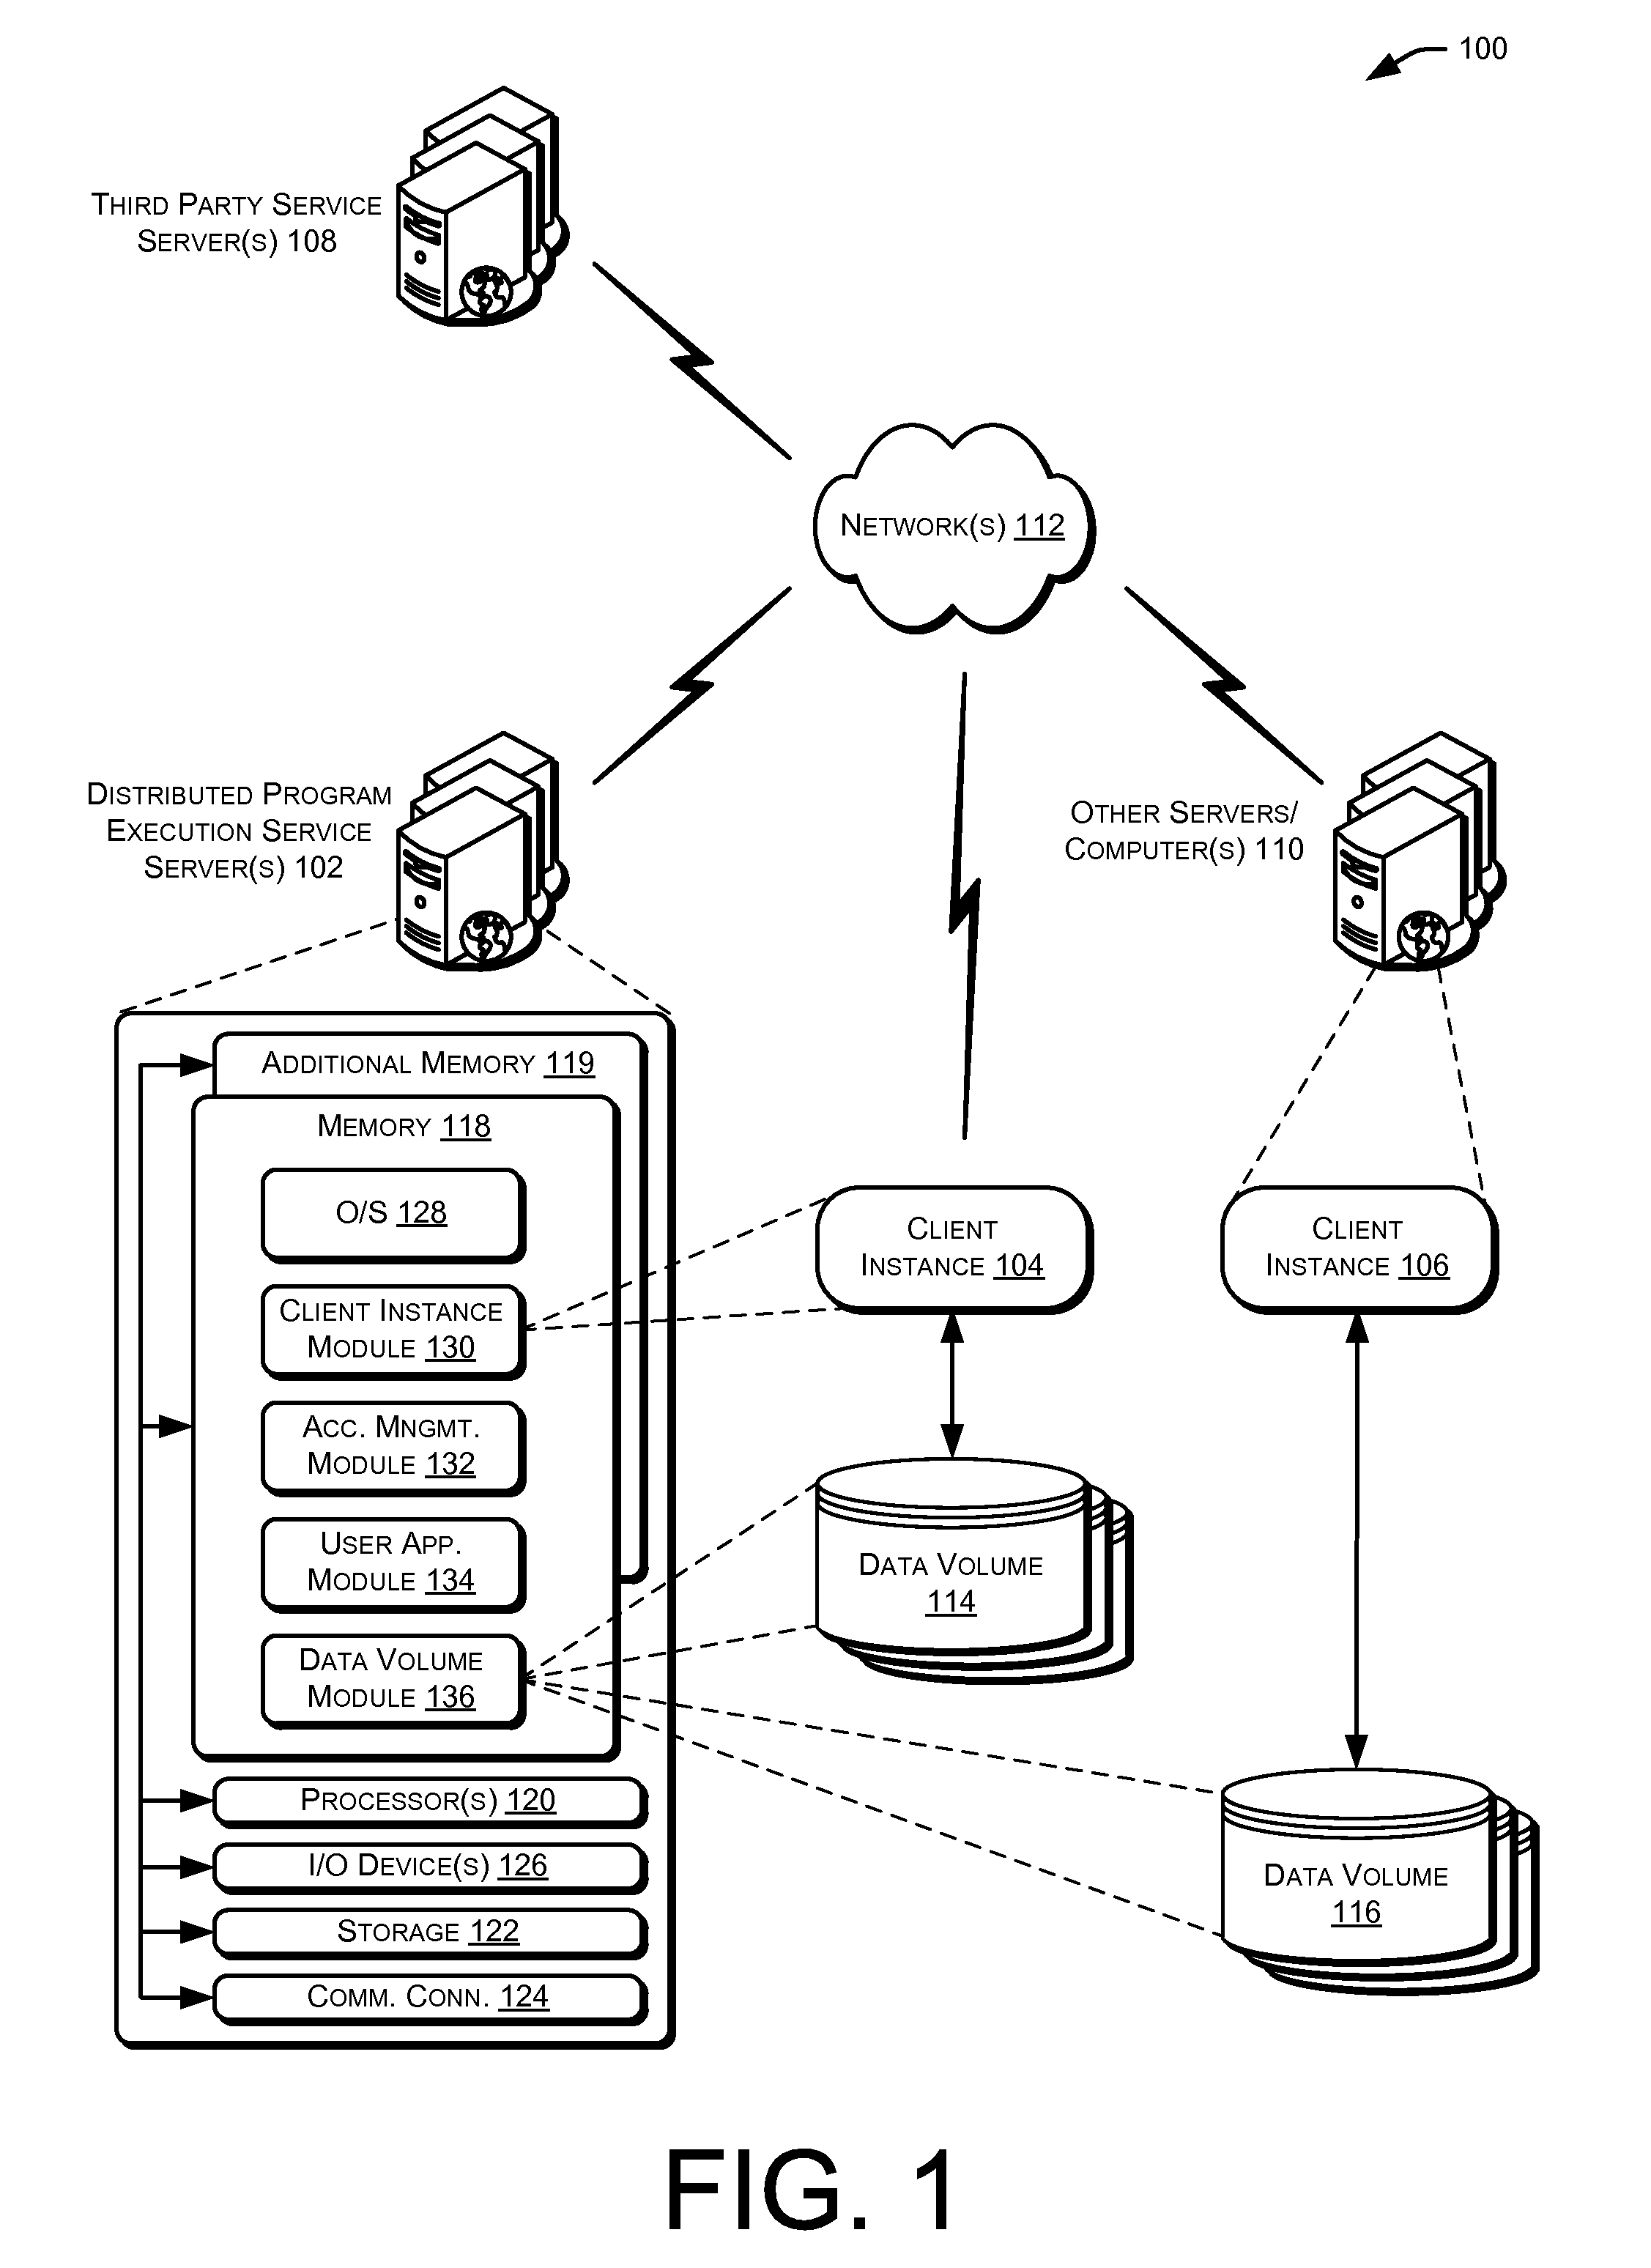 100
THIRD PARTY SERVICE
SERVER(S) 108
NETWORK(S) 112
DISTRIBUTED PROGRAM
EXECUTION SERVICE
SERVER(S) 102
OTHER SERVERS/
COMPUTER(S) 110
ADDITIONAL MEMORY 119
MEMORY 118
O/S 128
CLIENT INSTANCE
MODULE 130
ACC. MNGMT.
MODULE 132
USER APP.
MODULE 134
DATA VOLUME
MODULE 136
PROCESSOR(S) 120
I/O DEVICE(S) 126
STORAGE 122
COMM. CONN. 124
CLIENT
INSTANCE 104
DATA VOLUME
114
CLIENT
INSTANCE 106
DATA VOLUME
116
FIG. 1